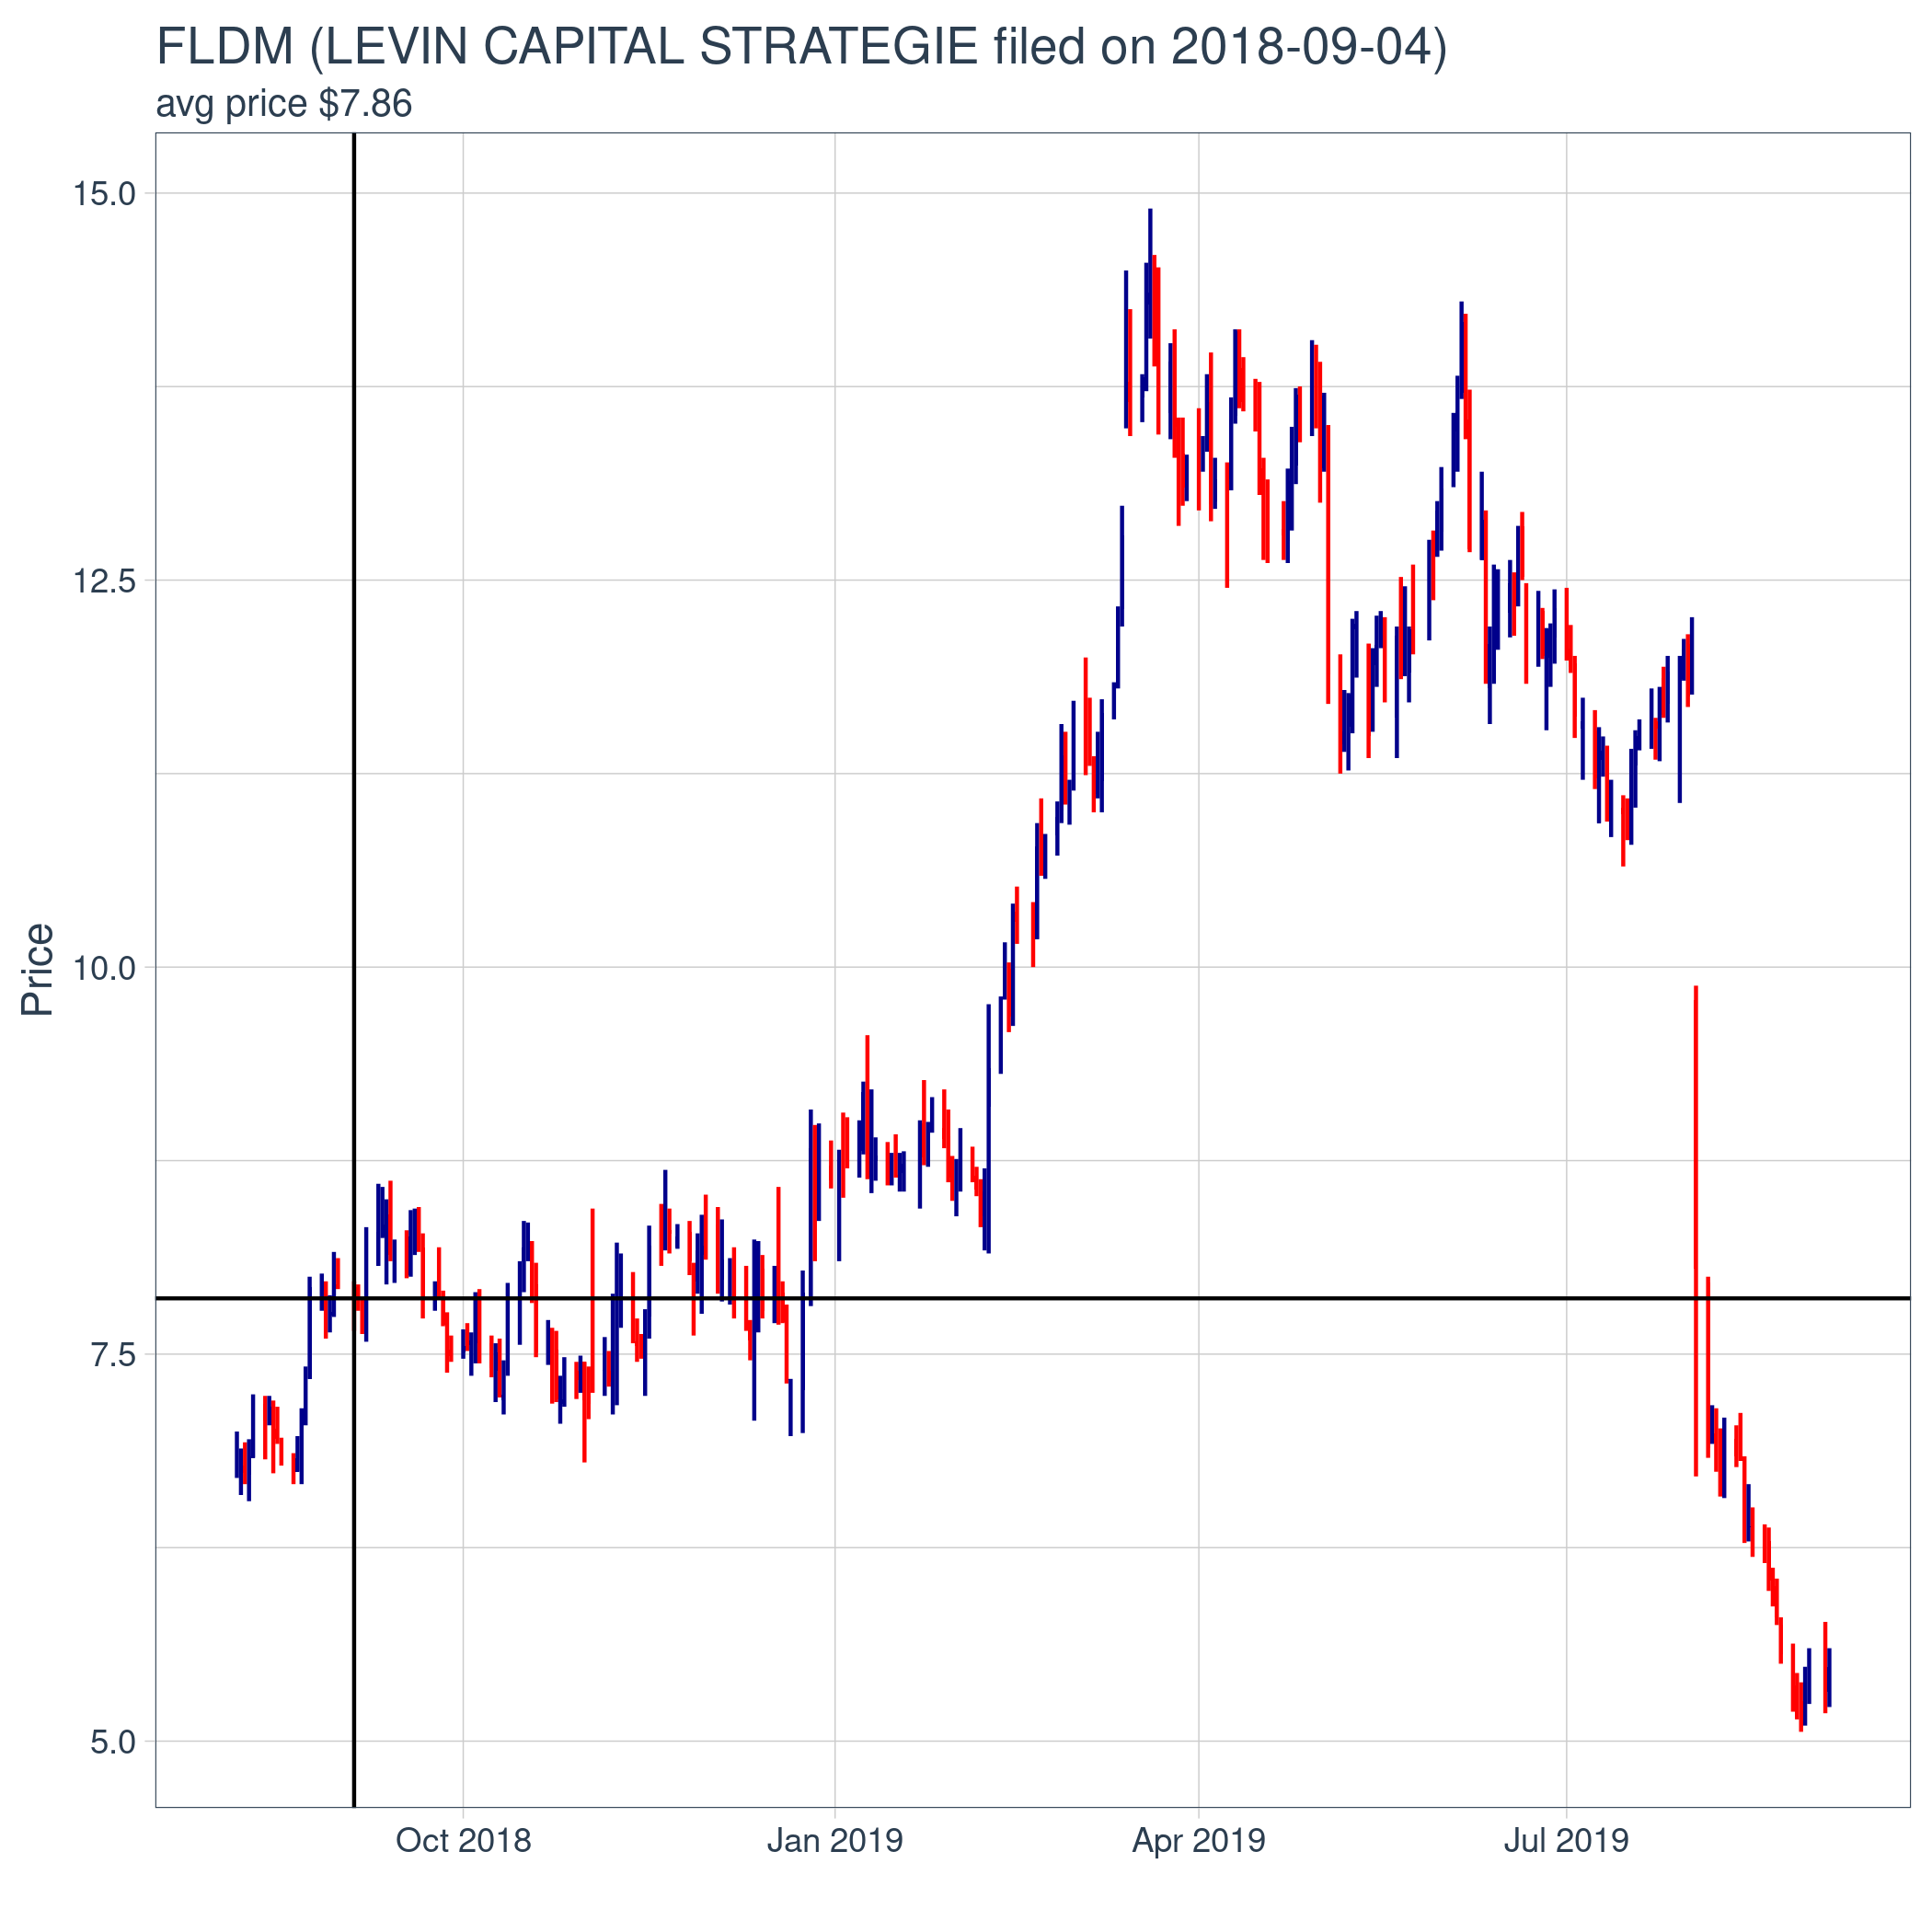 FLDM (LEVIN CAPITAL STRATEGIE filed on 2018-09-04)
avg price $7.86
15.0
12.5
10.0
7.5
5.0
Price
Oct 2018
Jan 2019
Apr 2019
Jul 2019